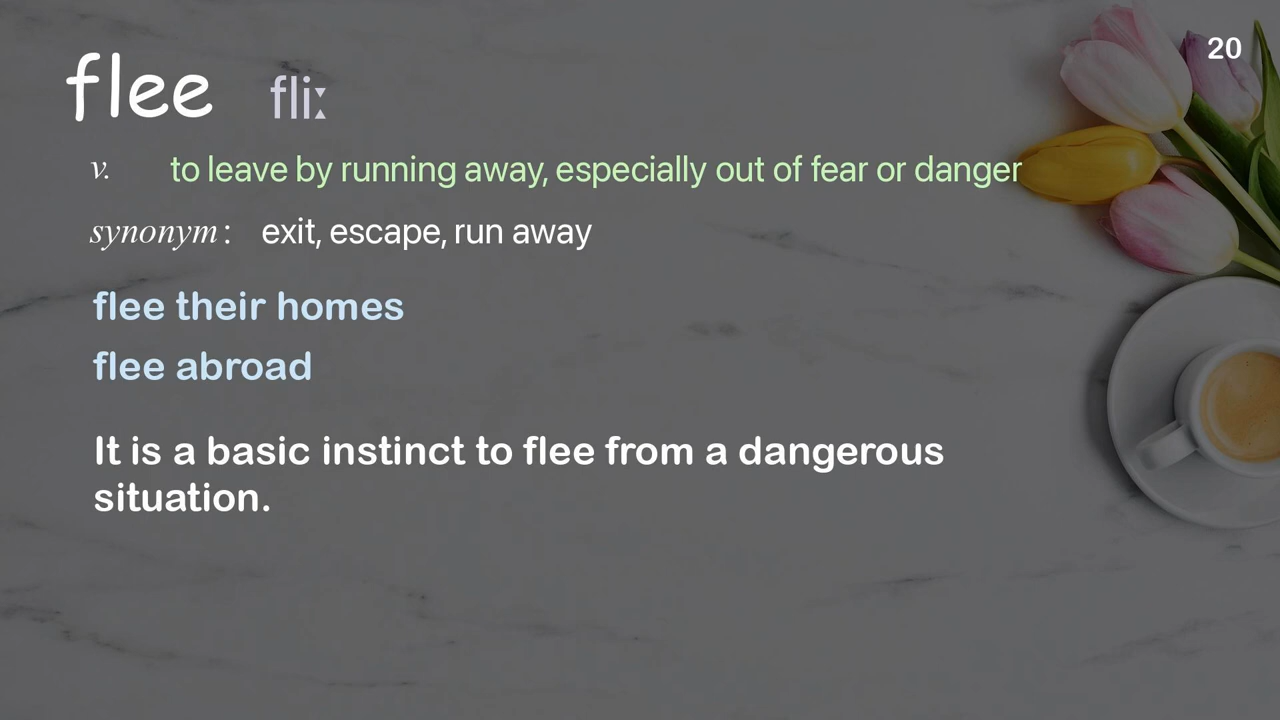 20
flee fliː
v. to leave by running away, especially out of fear or danger
synonym : exit, escape, run away
flee their homes
flee abroad
It is a basic instinct to flee from a dangerous
situation.